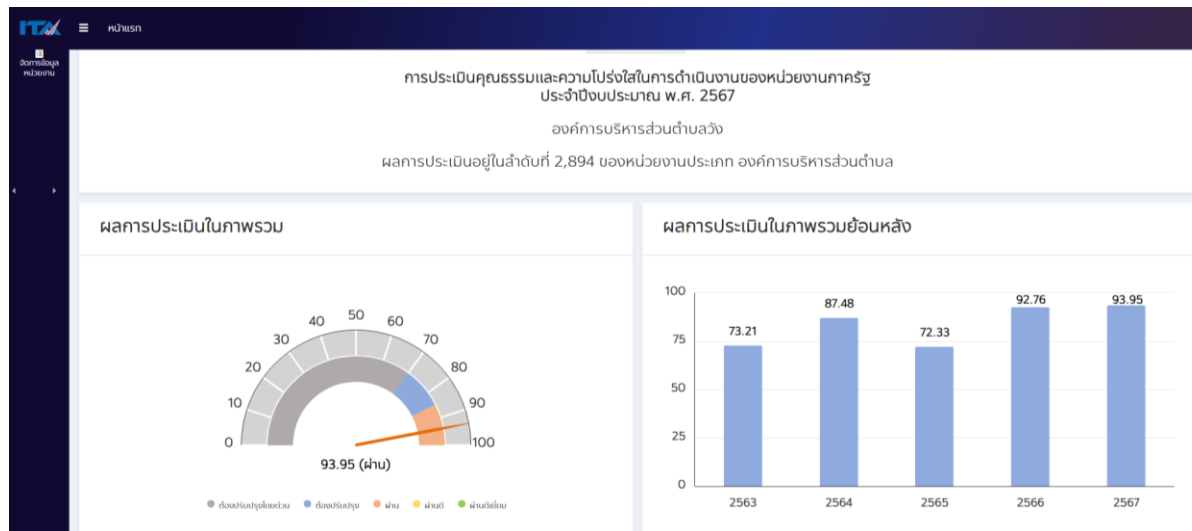 ITA
หน้าแรก
จัดการข้อมูล
หน่วยงาน
การประเมินคุณธรรมและความโปร่งใสในการดำเนินงานของหน่วยงานภาครัฐ
ประจำปีงบประมาณ พ.ศ. 2567
องค์การบริหารส่วนตำบลวัง
ผลการประเมินอยู่ในลำดับที่ 2,894 ของหน่วยงานประเภท องค์การบริหารส่วนตำบล
ผลการประเมินในภาพรวม
0
10
20
30
40
50
60
70
80
90
100
93.95 (ผ่าน)
ต้องปรับปรุงโดยด่วน ต้องปรับปรุง ผ่าน ผ่านดี ผ่านดีเยี่ยม
ผลการประเมินในภาพรวมย้อนหลัง
100
75
50
25
0
73.21
87.48
72.33
92.76
93.95
2563 2564 2565 2566 2567